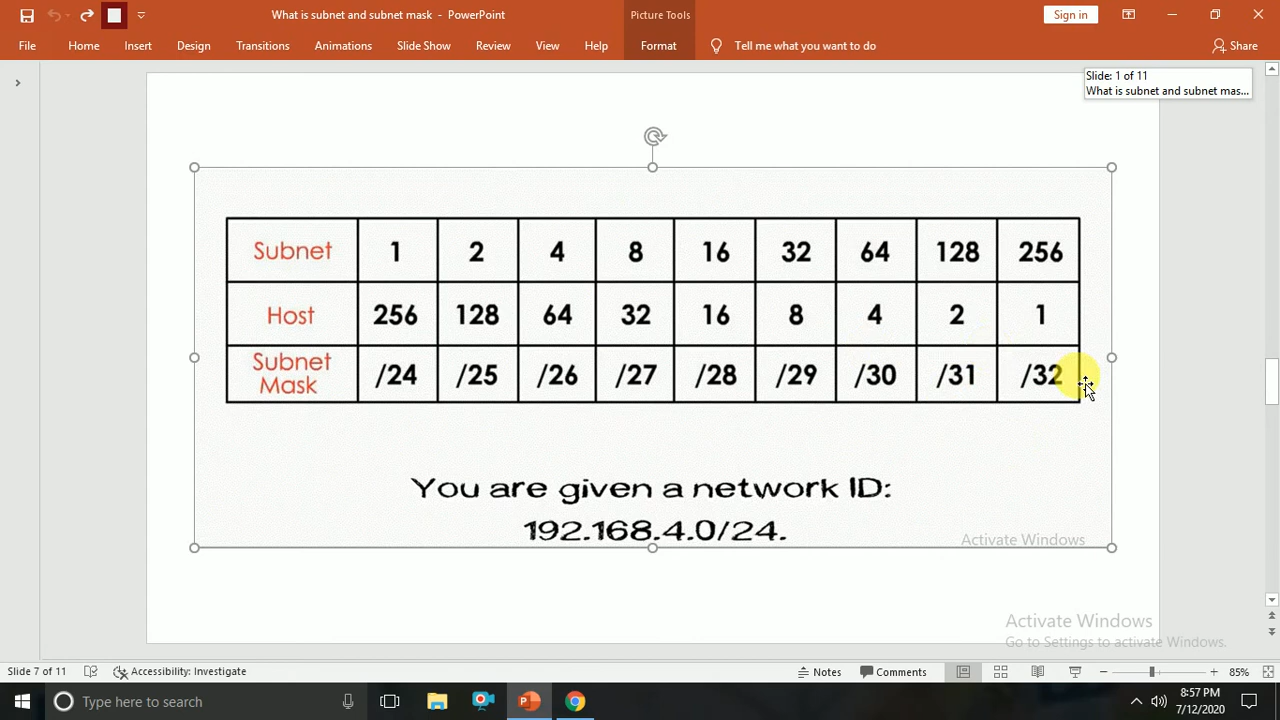 What is subnet and subnet mask - PowerPoint
Picture Tools
Sign in
File Home Insert Design Transitions Animations Slide Show Review View Help Format Tell me what you want to do Share
Slide: 1 of 11
What is subnet and subnet mas...
Subnet 1 2 4 8 16 32 64 128 256
Host 256 128 64 32 16 8 4 2 1
Subnet Mask /24 /25 /26 /27 /28 /29 /30 /31 /32
You are given a network ID:
192.168.4.0/24.
Activate Windows
Activate Windows
Go to Settings to activate Windows.
Slide 7 of 11 Accessibility: Investigate Notes Comments 85%
Type here to search
8:57 PM
7/12/2020